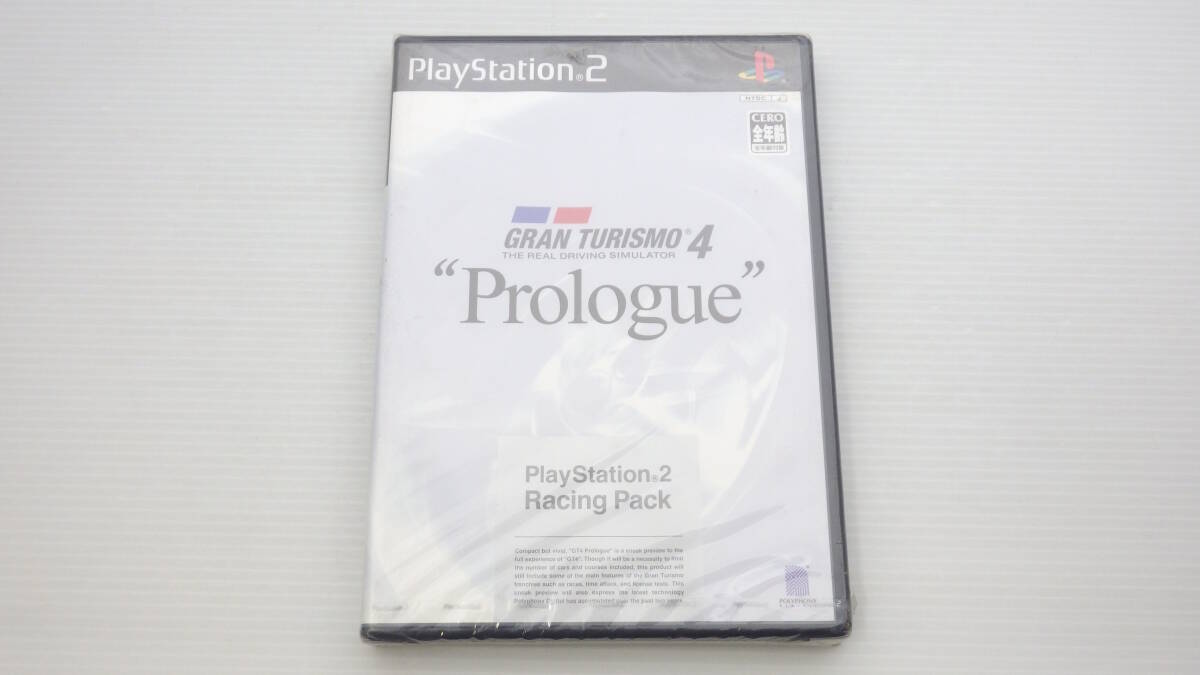 PlayStation®2
NTSC J
CERO
全年齢
GRAN TURISMO®4
THE REAL DRIVING SIMULATOR
“Prologue”
PlayStation®2
Racing Pack
Compact but vivid, "GT4 Prologue" is a sneak preview to the
full experience of "GT4". Though it will be a necessity to limit
the number of cars and courses included, this product will
still include some of the main features of the Gran Turismo
franchise such as races, time attack, and license tests. This
sneak preview will also express the latest technology
Polyphony Digital has accumulated over the past two years.
POLYPHONY